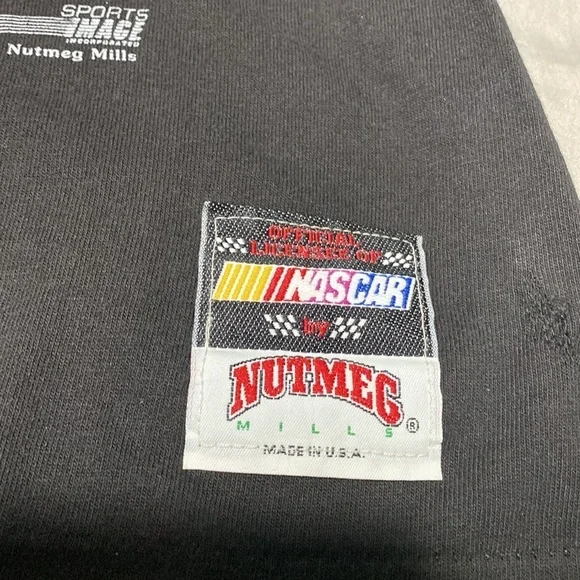 SPORTS
IMAGE
INCORPORATED
Nutmeg Mills
OFFICIAL
LICENSEE OF
NASCAR
by
NUTMEG
MILLS ®
MADE IN U.S.A.